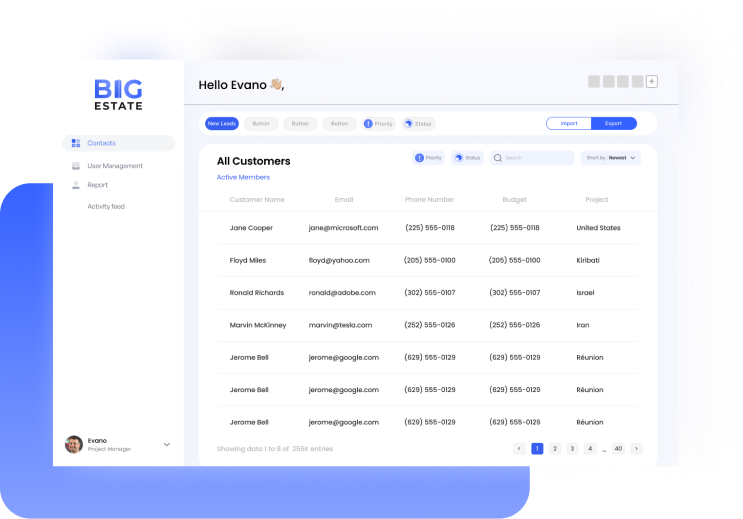 BIG
ESTATE
Hello Evano 👋🏼,
New Leads Button Button Button Priority Status Import Export
Contacts
User Management
Report
Activity feed
All Customers Priority Status Search Short by: Newest
Active Members
Customer Name Email Phone Number Budget Project
Jane Cooper jane@microsoft.com (225) 555-0118 (225) 555-0118 United States
Floyd Miles floyd@yahoo.com (205) 555-0100 (205) 555-0100 Kiribati
Ronald Richards ronald@adobe.com (302) 555-0107 (302) 555-0107 Israel
Marvin McKinney marvin@tesla.com (252) 555-0126 (252) 555-0126 Iran
Jerome Bell jerome@google.com (629) 555-0129 (629) 555-0129 Réunion
Jerome Bell jerome@google.com (629) 555-0129 (629) 555-0129 Réunion
Jerome Bell jerome@google.com (629) 555-0129 (629) 555-0129 Réunion
Showing data 1 to 8 of 256K entries < 1 2 3 4 ... 40 >
Evano
Project Manager